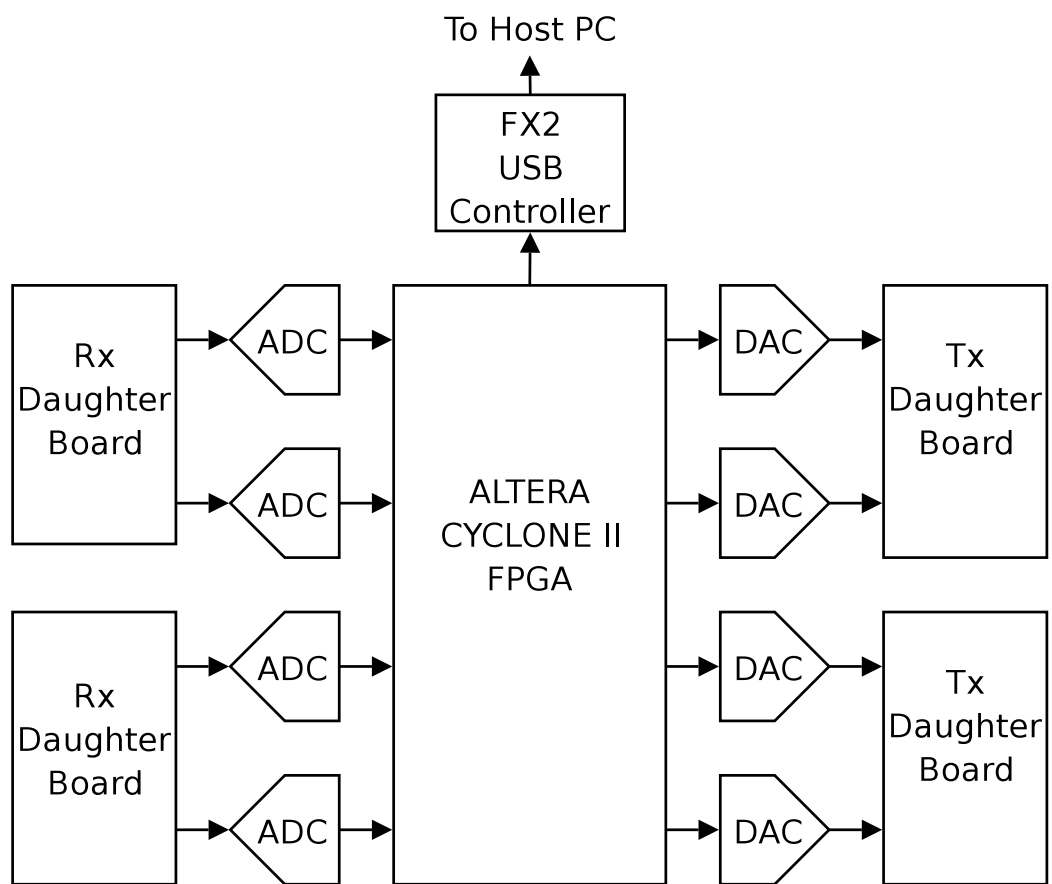 To Host PC
FX2
USB
Controller
Rx
Daughter
Board
ADC
ADC
Rx
Daughter
Board
ADC
ADC
ALTERA
CYCLONE II
FPGA
DAC
DAC
DAC
DAC
Tx
Daughter
Board
Tx
Daughter
Board